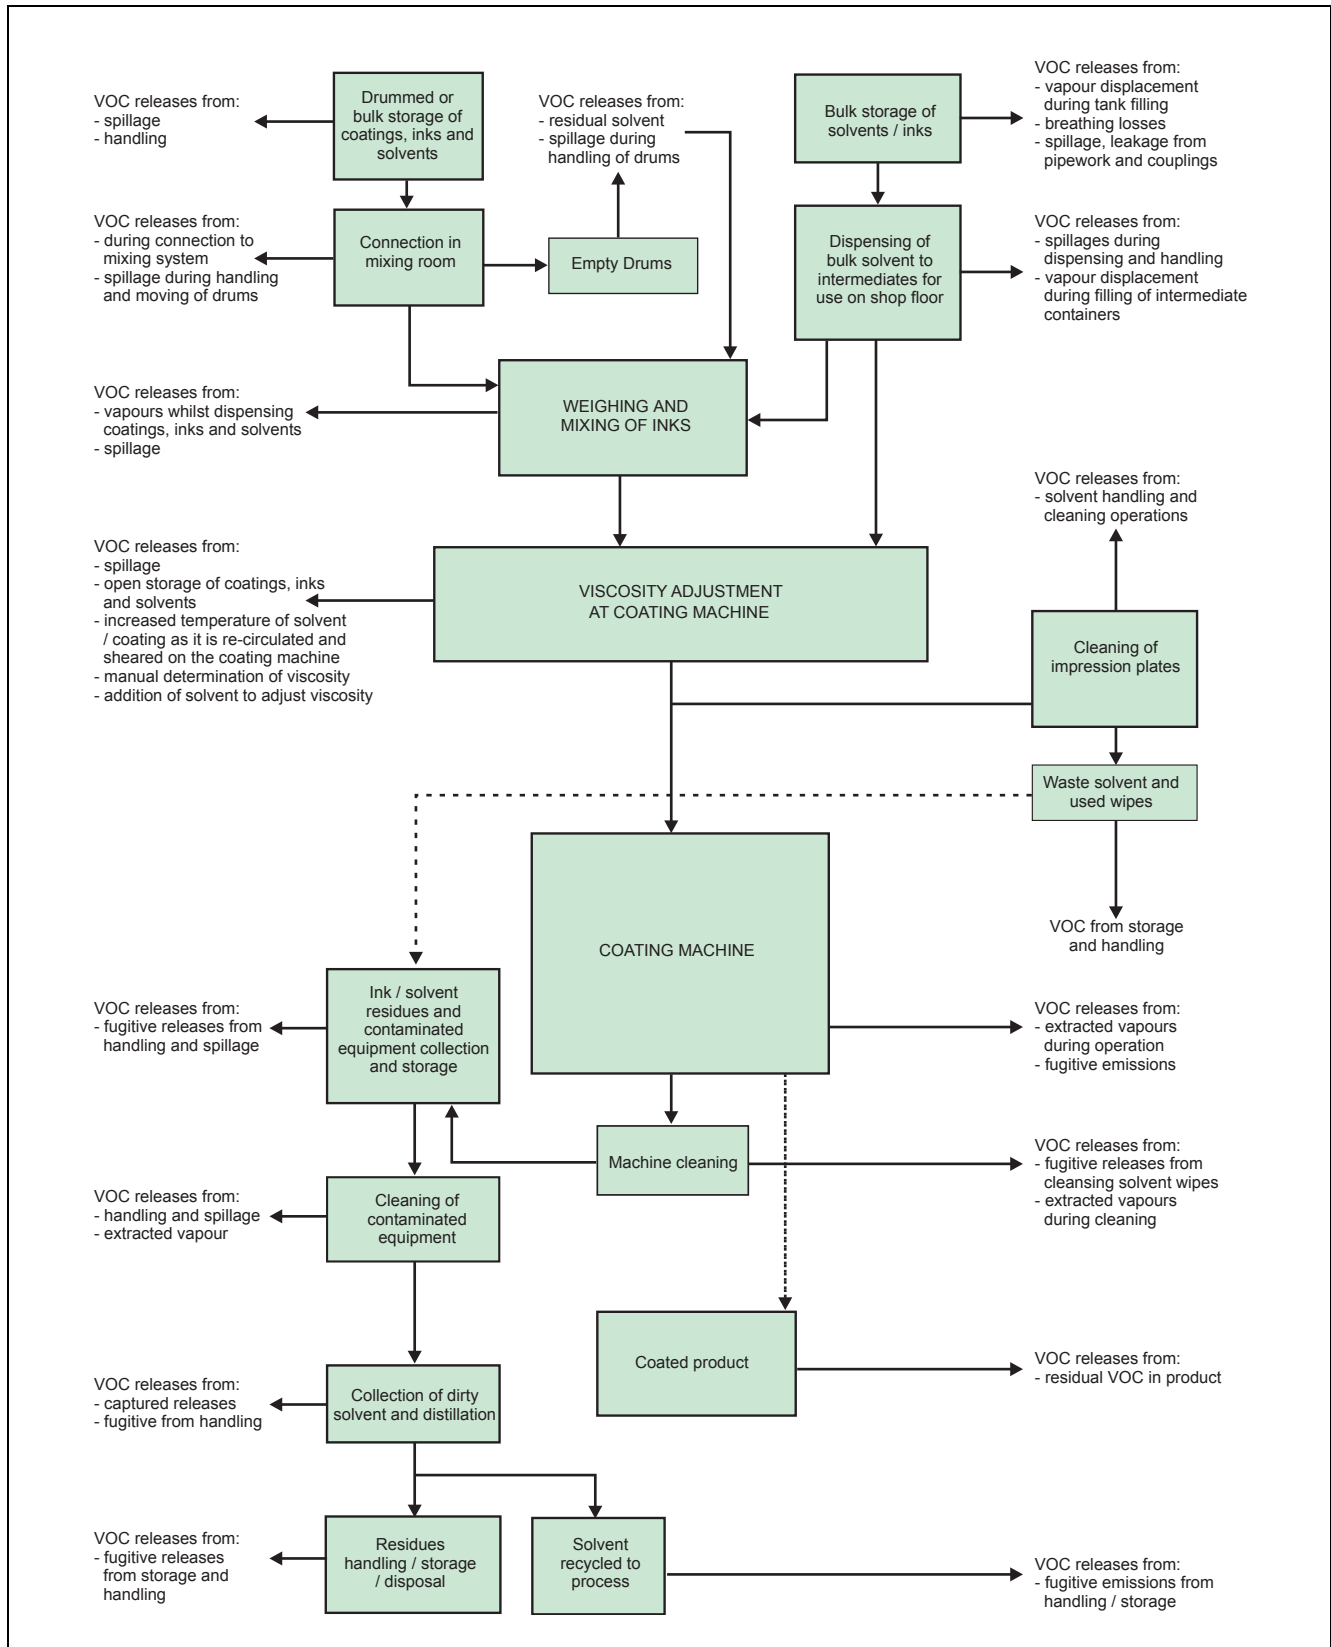 VOC releases from:
- spillage
- handling
Drummed or
bulk storage of
coatings, inks and
solvents
VOC releases from:
- residual solvent
- spillage during
handling of drums
Bulk storage of
solvents / inks
VOC releases from:
- vapour displacement
during tank filling
- breathing losses
- spillage, leakage from
pipework and couplings
VOC releases from:
- during connection to
mixing system
- spillage during handling
and moving of drums
Connection in
mixing room
Empty Drums
Dispensing of
bulk solvent to
intermediates for
use on shop floor
VOC releases from:
- spillages during
dispensing and handling
- vapour displacement
during filling of intermediate
containers
VOC releases from:
- vapours whilst dispensing
coatings, inks and solvents
- spillage
WEIGHING AND
MIXING OF INKS
VOC releases from:
- solvent handling and
cleaning operations
VOC releases from:
- spillage
- open storage of coatings, inks
and solvents
- increased temperature of solvent
/ coating as it is re-circulated and
sheared on the coating machine
- manual determination of viscosity
- addition of solvent to adjust viscosity
VISCOSITY ADJUSTMENT
AT COATING MACHINE
Cleaning of
impression plates
Waste solvent and
used wipes
VOC from storage
and handling
COATING MACHINE
VOC releases from:
- fugitive releases from
handling and spillage
Ink / solvent
residues and
contaminated
equipment collection
and storage
VOC releases from:
- extracted vapours
during operation
- fugitive emissions
Machine cleaning
VOC releases from:
- fugitive releases from
cleansing solvent wipes
- extracted vapours
during cleaning
VOC releases from:
- handling and spillage
- extracted vapour
Cleaning of
contaminated
equipment
Coated product
VOC releases from:
- residual VOC in product
VOC releases from:
- captured releases
- fugitive from handling
Collection of dirty
solvent and distillation
VOC releases from:
- fugitive releases
from storage and
handling
Residues
handling / storage
/ disposal
Solvent
recycled to
process
VOC releases from:
- fugitive emissions from
handling / storage